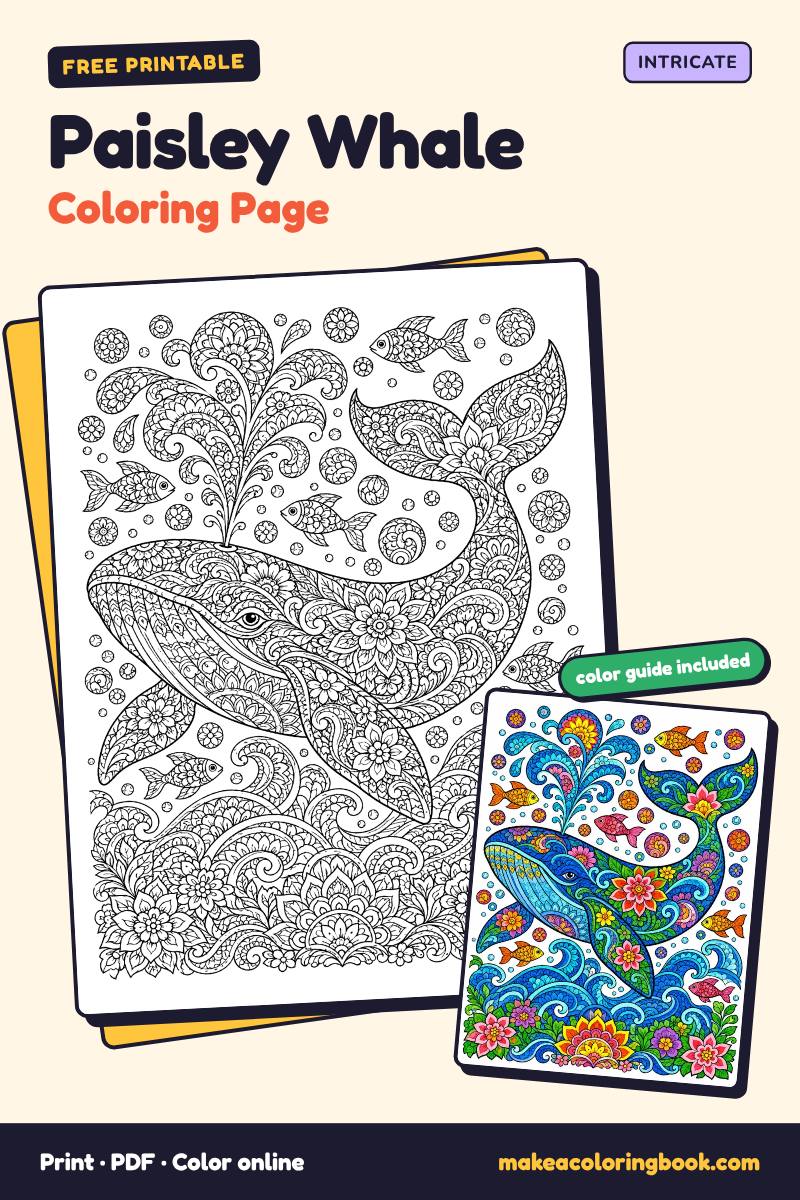 FREE PRINTABLE
INTRICATE
Paisley Whale
Coloring Page
color guide included
Print · PDF · Color online
makeacoloringbook.com